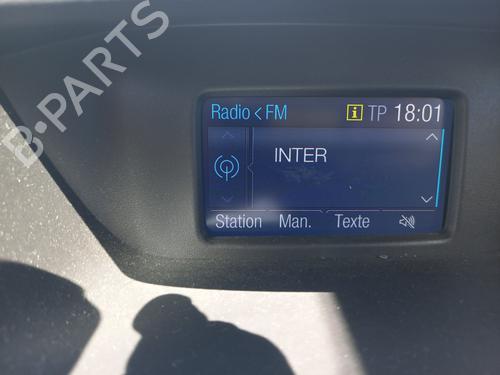 B-PARTS
Radio < FM i TP 18:01
INTER
Station Man. Texte